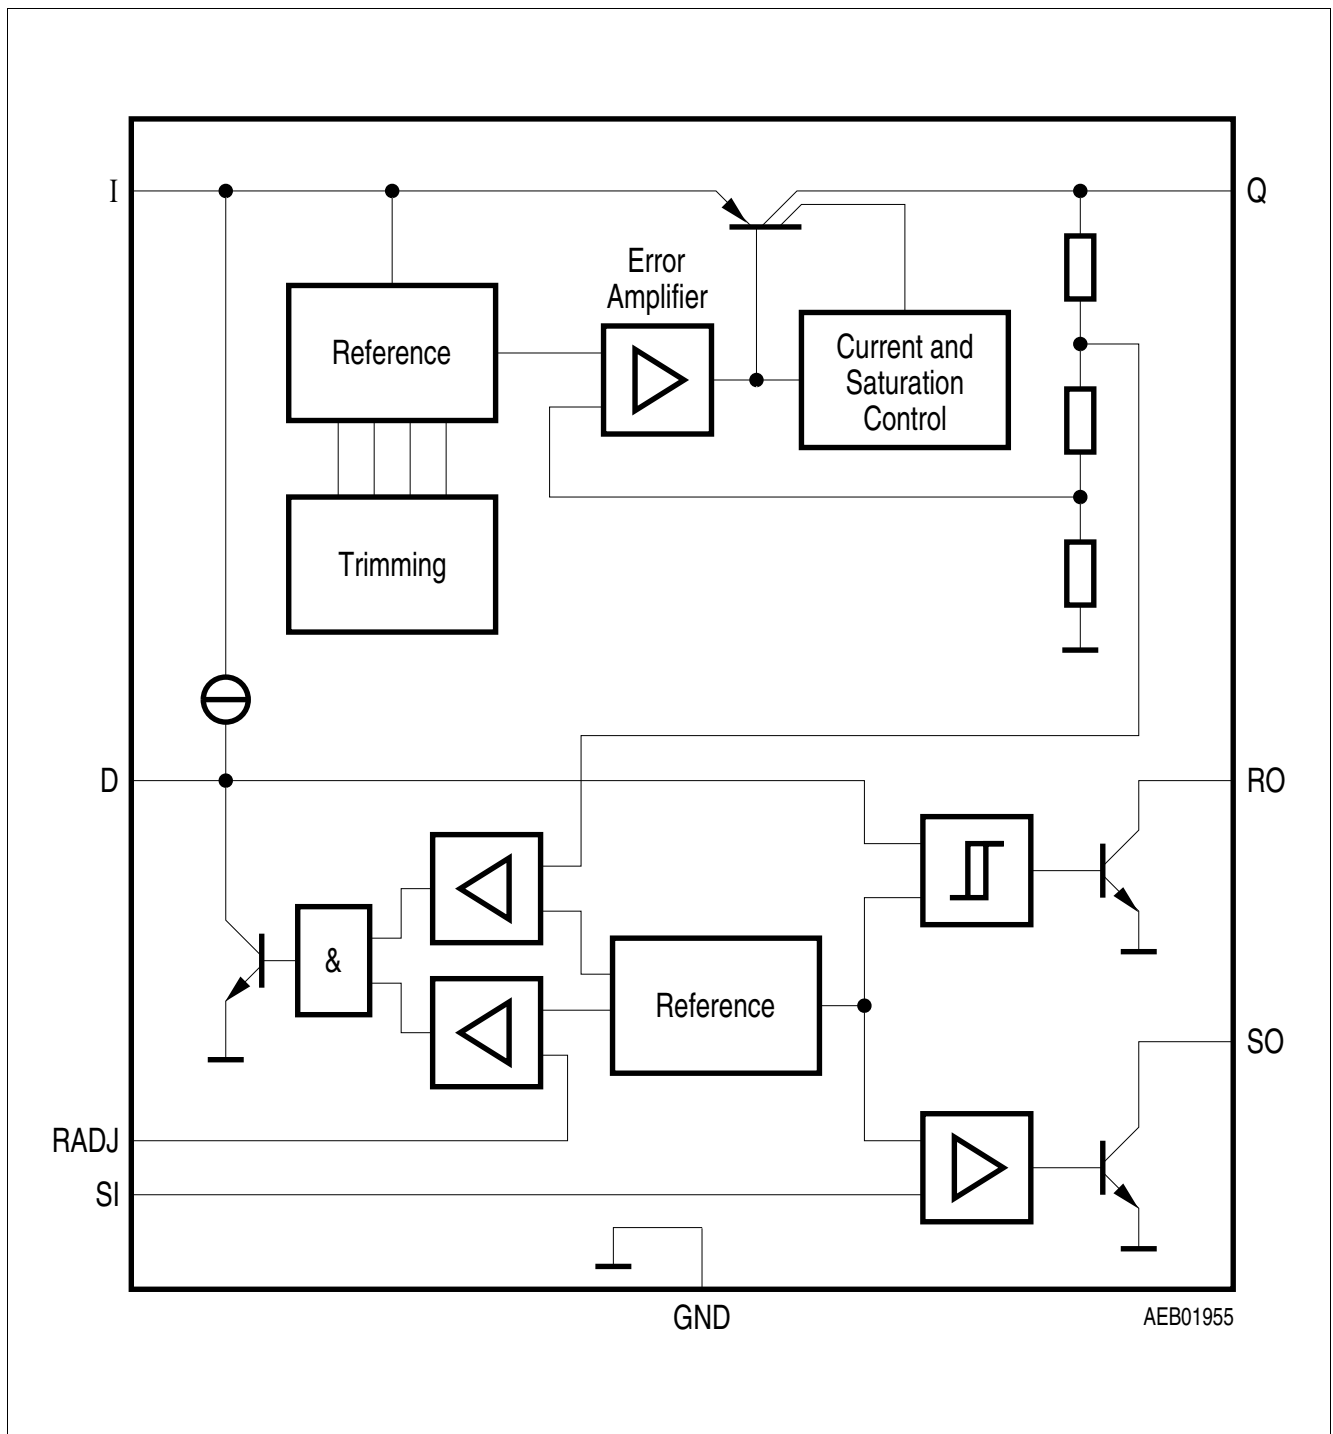 I
Q
Error
Amplifier
Reference
Current and
Saturation
Control
Trimming
D
RO
&
Reference
SO
RADJ
SI
GND
AEB01955